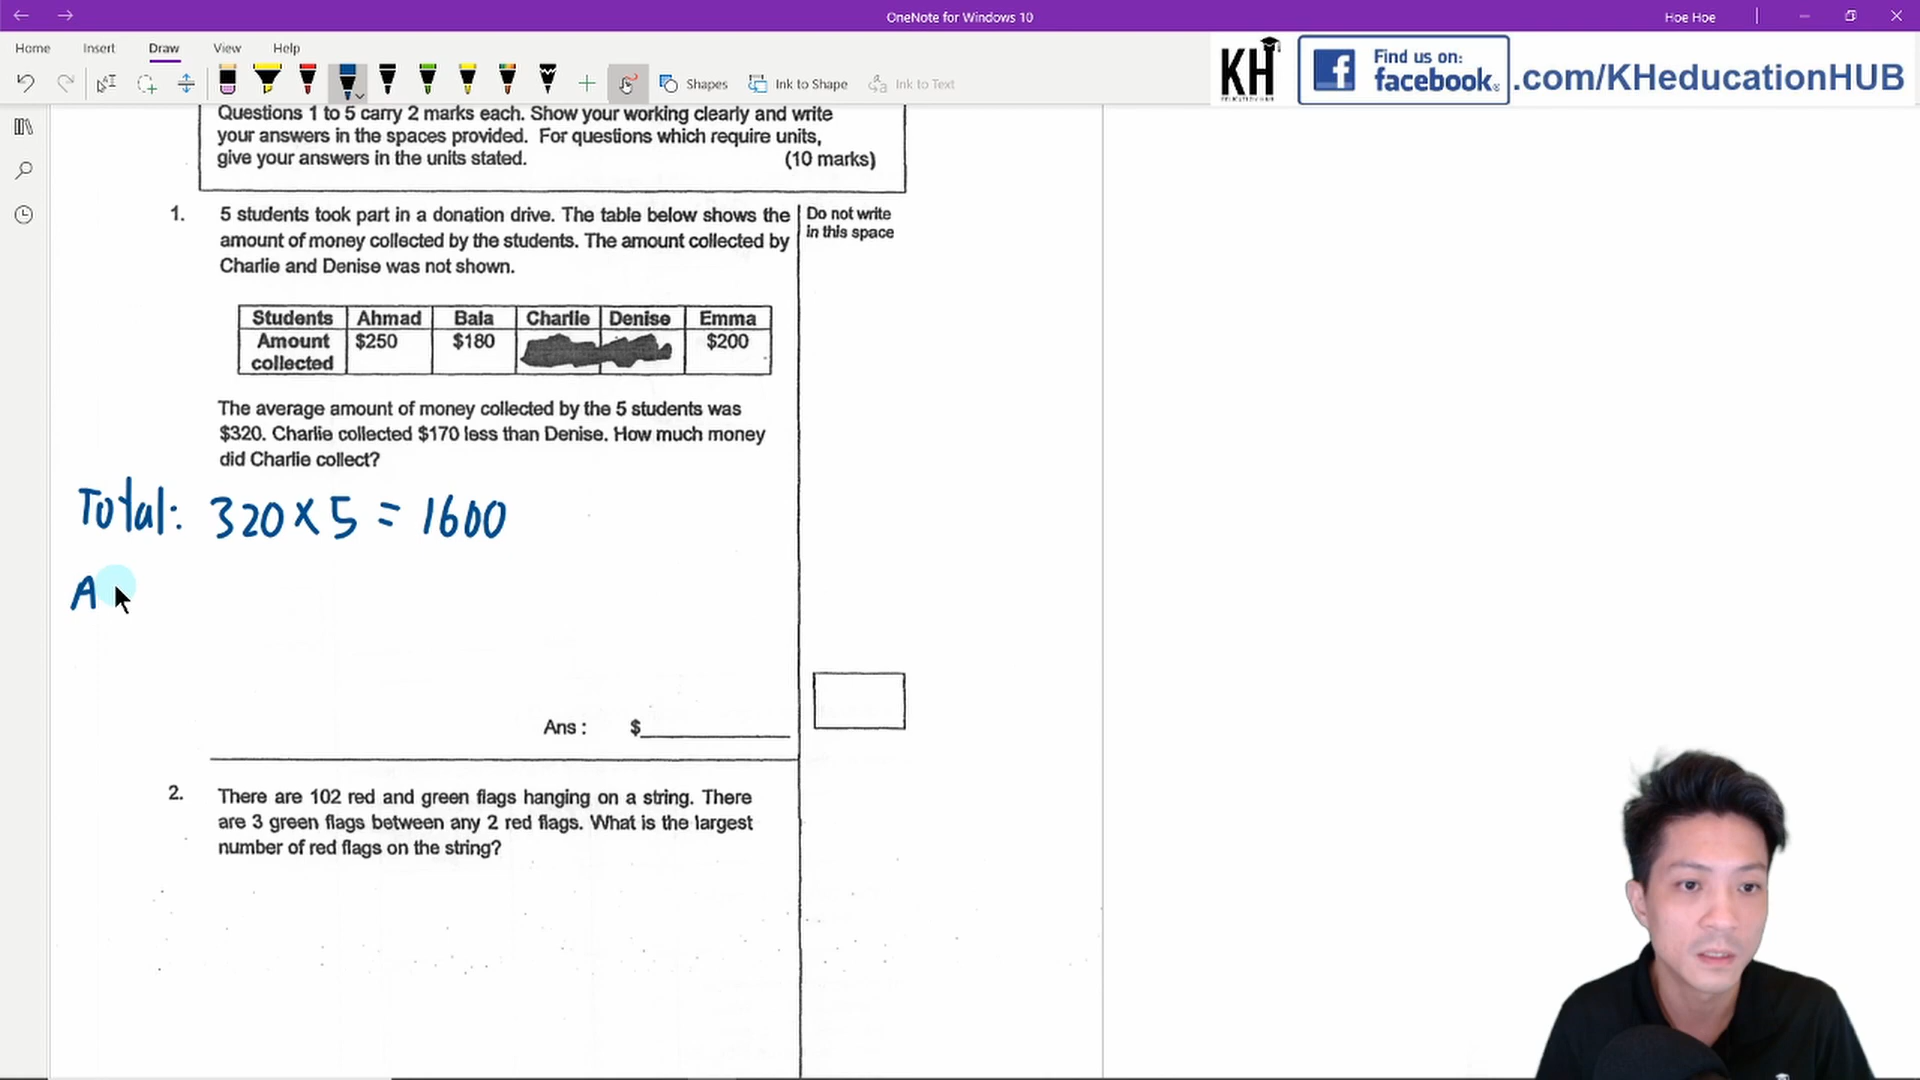 OneNote for Windows 10
Hoe Hoe
Home Insert Draw View Help
Shapes Ink to Shape Ink to Text
KH
EDUCATION HUB
Find us on:
facebook.
.com/KHeducationHUB
Questions 1 to 5 carry 2 marks each. Show your working clearly and write
your answers in the spaces provided. For questions which require units,
give your answers in the units stated. (10 marks)
1. 5 students took part in a donation drive. The table below shows the
amount of money collected by the students. The amount collected by
Charlie and Denise was not shown.
Do not write
in this space
Students Ahmad Bala Charlie Denise Emma
Amount collected $250 $180 $200
The average amount of money collected by the 5 students was
$320. Charlie collected $170 less than Denise. How much money
did Charlie collect?
Total: 320 × 5 = 1600
A
Ans : $
2. There are 102 red and green flags hanging on a string. There
are 3 green flags between any 2 red flags. What is the largest
number of red flags on the string?